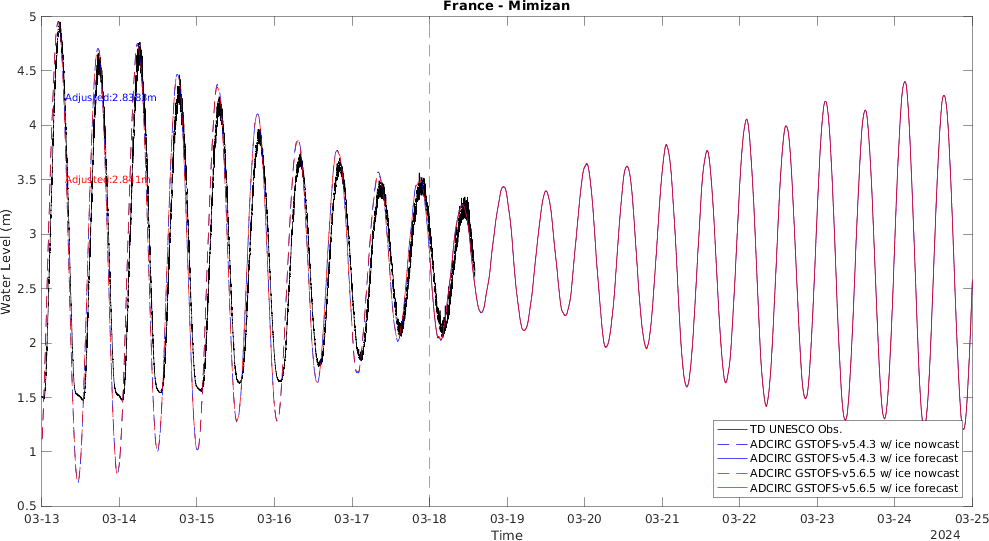 France - Mimizan
Water Level (m)
5
4.5
4
3.5
3
2.5
2
1.5
1
0.5
Adjusted:2.8383m
Adjusted:2.841m
TD UNESCO Obs.
ADCIRC GSTOFS-v5.4.3 w/ ice nowcast
ADCIRC GSTOFS-v5.4.3 w/ ice forecast
ADCIRC GSTOFS-v5.6.5 w/ ice nowcast
ADCIRC GSTOFS-v5.6.5 w/ ice forecast
03-13 03-14 03-15 03-16 03-17 03-18 03-19 03-20 03-21 03-22 03-23 03-24 03-25
Time
2024